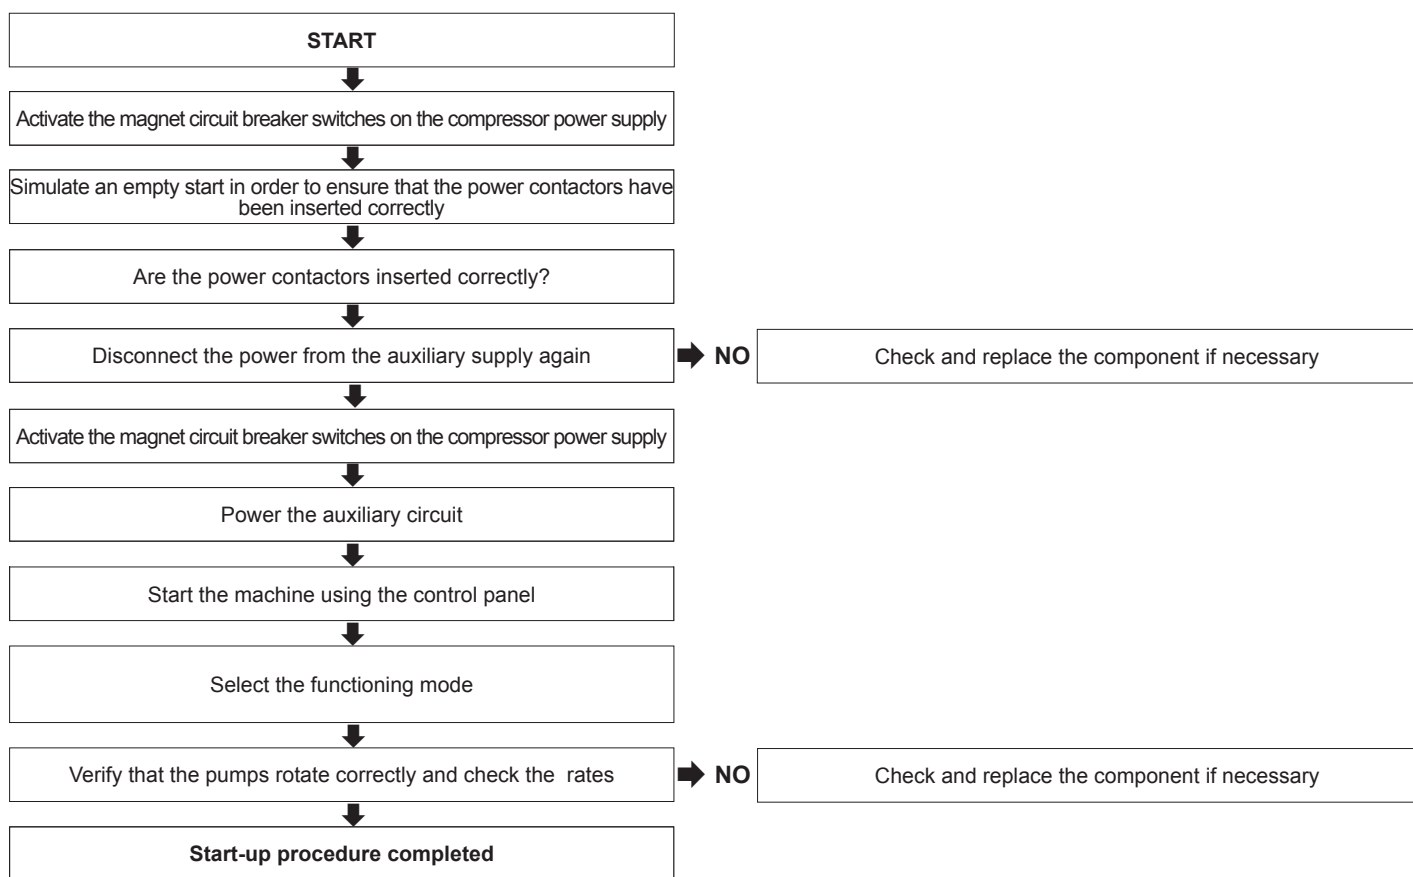 START
Activate the magnet circuit breaker switches on the compressor power supply
Simulate an empty start in order to ensure that the power contactors have
been inserted correctly
Are the power contactors inserted correctly?
Disconnect the power from the auxiliary supply again
NO
Check and replace the component if necessary
Activate the magnet circuit breaker switches on the compressor power supply
Power the auxiliary circuit
Start the machine using the control panel
Select the functioning mode
Verify that the pumps rotate correctly and check the rates
NO
Check and replace the component if necessary
Start-up procedure completed